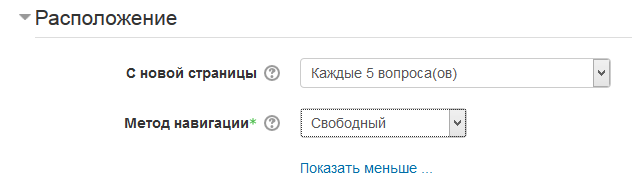 Расположение
С новой страницы Каждые 5 вопроса(ов)
Метод навигации* Свободный
Показать меньше ...